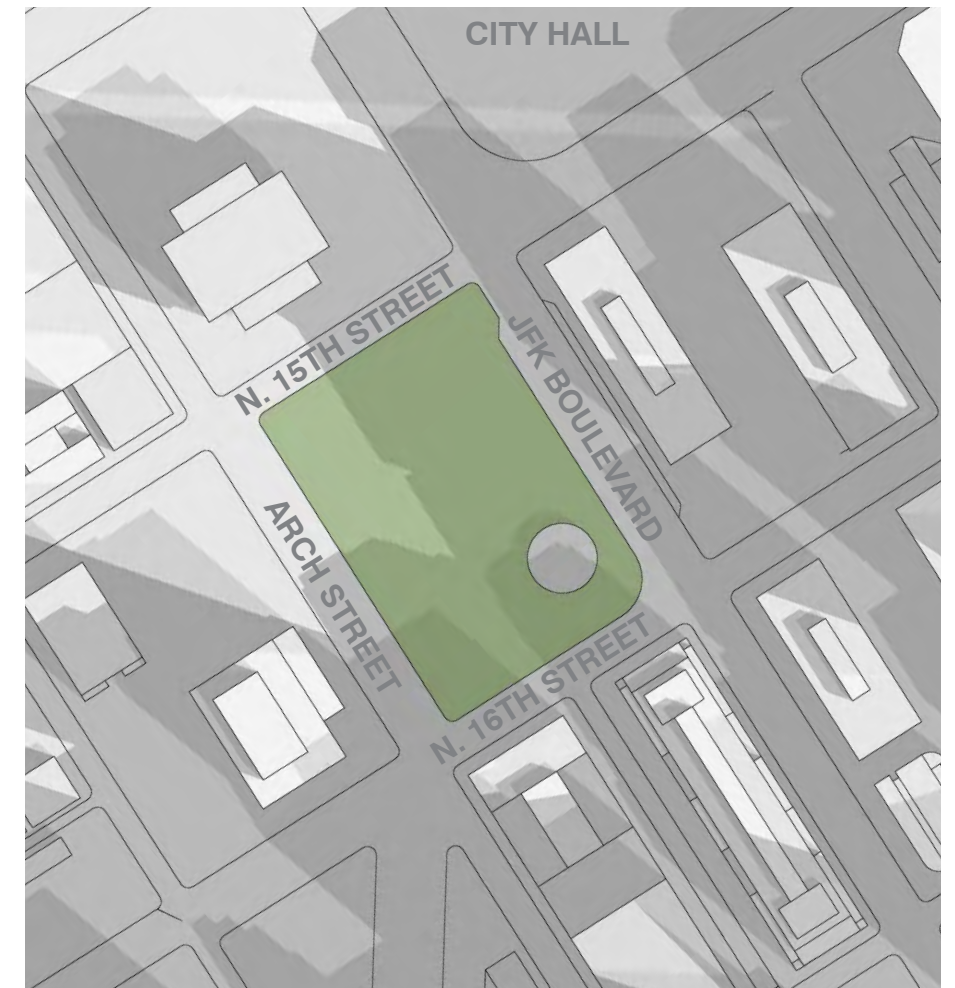 CITY HALL
N. 15TH STREET
JFK BOULEVARD
ARCH STREET
N. 16TH STREET